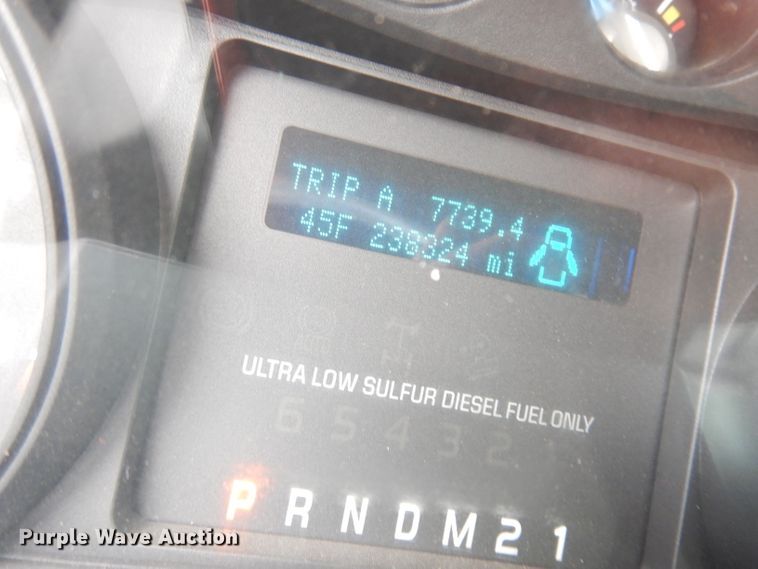 TRIP A 7739.4
45F 238324 mi
ULTRA LOW SULFUR DIESEL FUEL ONLY
6 5 4 3 2 1
P R N D M 2 1
Purple Wave Auction